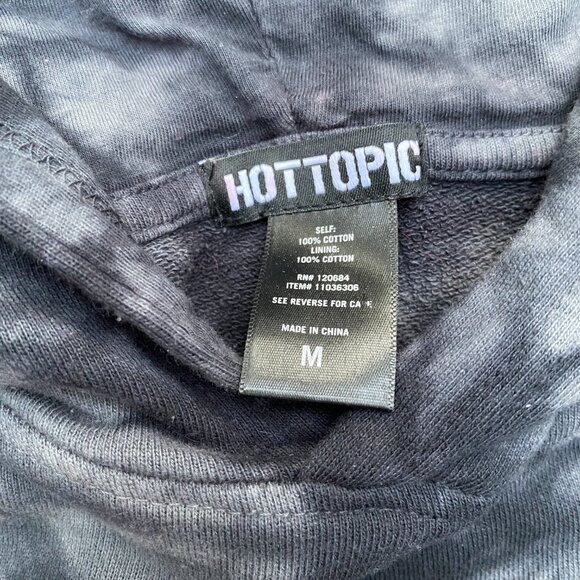 HOTTOPIC
SELF:
100% COTTON
LINING:
100% COTTON
RN# 120684
ITEM# 11036306
SEE REVERSE FOR CA
MADE IN CHINA
M